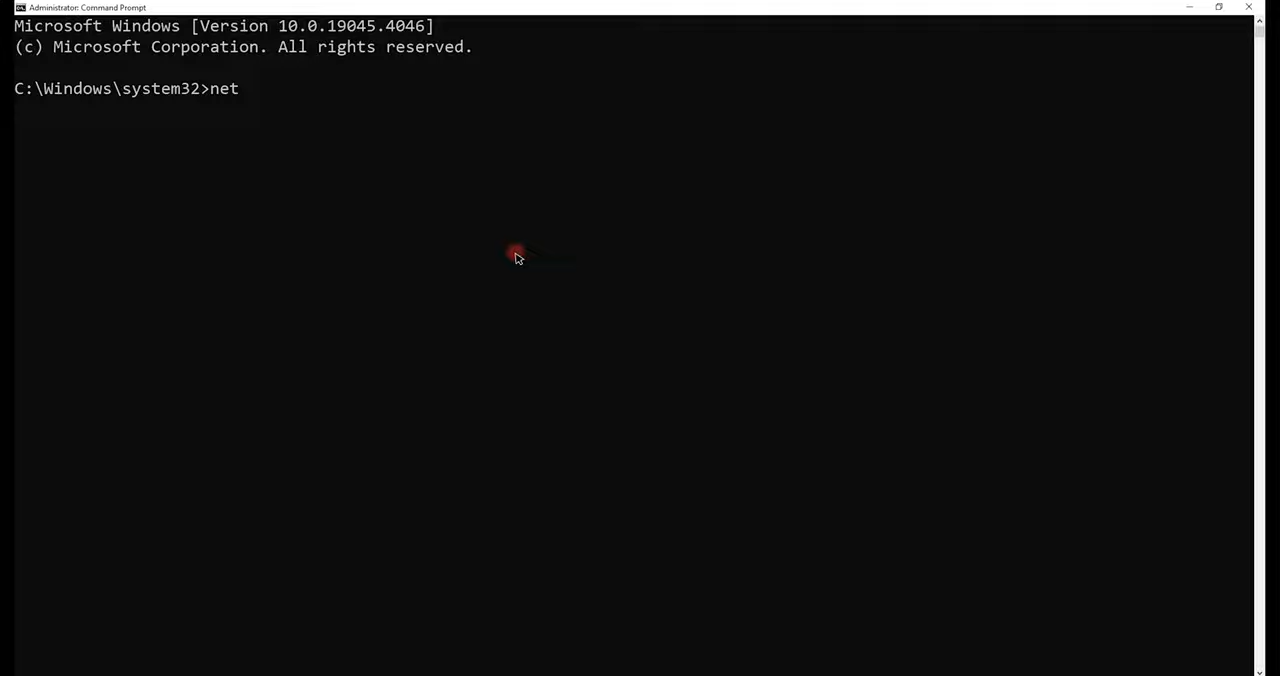 Administrator: Command Prompt
Microsoft Windows [Version 10.0.19045.4046]
(c) Microsoft Corporation. All rights reserved.
C:\Windows\system32>net